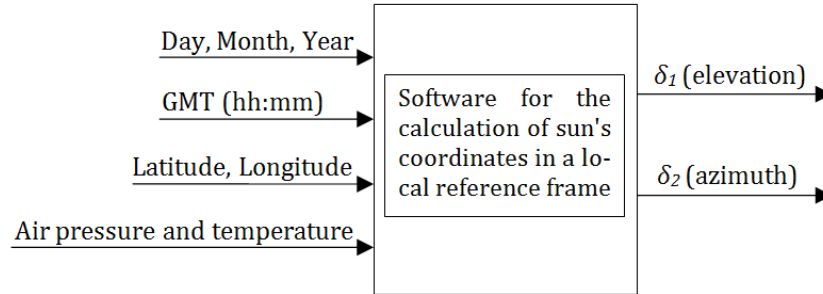 Day, Month, Year
GMT (hh:mm)
Latitude, Longitude
Air pressure and temperature
Software for the
calculation of sun's
coordinates in a lo-
cal reference frame
δ1 (elevation)
δ2 (azimuth)